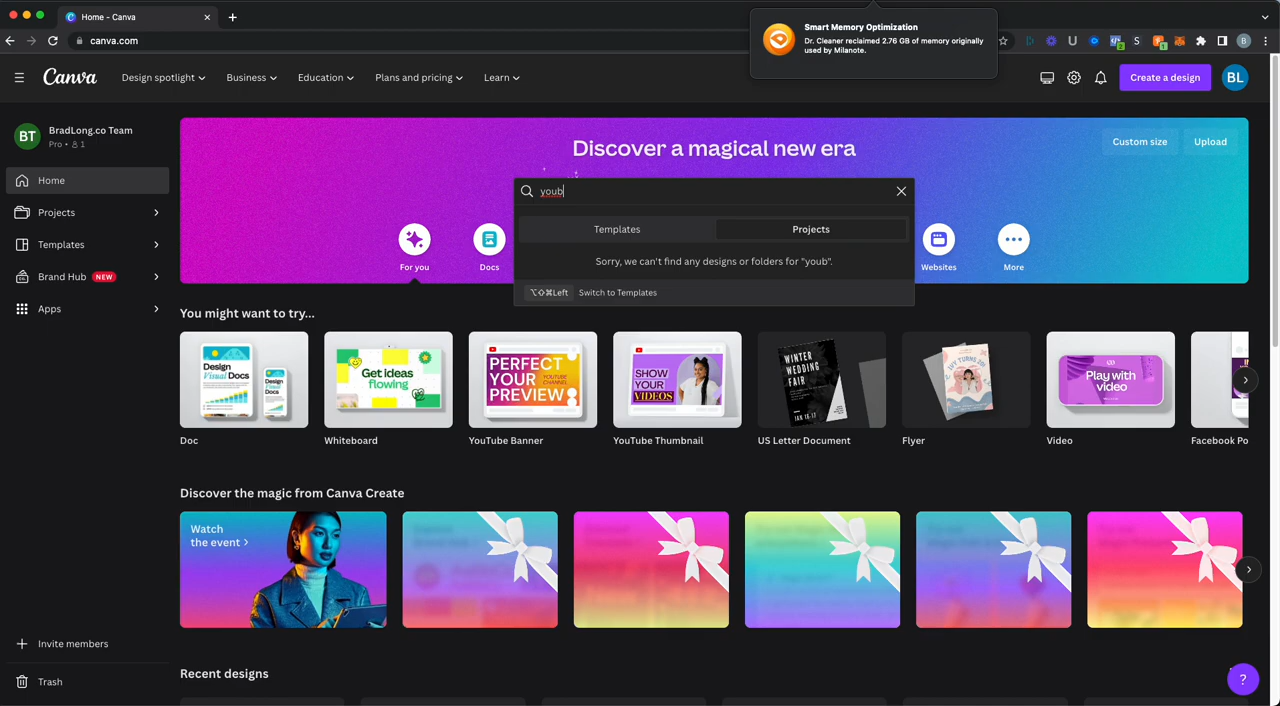 Home - Canva
canva.com
Smart Memory Optimization
Dr. Cleaner reclaimed 2.76 GB of memory originally
used by Milanote.
B
Canva
Design spotlight
Business
Education
Plans and pricing
Learn
Create a design
BL
BT
BradLong.co Team
Pro • 1
Home
Projects
Templates
Brand Hub NEW
Apps
Invite members
Trash
Discover a magical new era
Custom size
Upload
youb
Templates
Projects
Sorry, we can't find any designs or folders for "youb".
⌥⇧⌘Left Switch to Templates
For you
Docs
Websites
More
You might want to try...
Design
Visual Docs
Get ideas
flowing
PERFECT
YOUR
PREVIEW
YOUTUBE
CHANNEL
SHOW
YOUR
VIDEOS
WINTER
WEDDING
FAIR
JAN 16-17
Play with
video
Doc
Whiteboard
YouTube Banner
YouTube Thumbnail
US Letter Document
Flyer
Video
Facebook Po
Discover the magic from Canva Create
Watch
the event ›
Recent designs
?